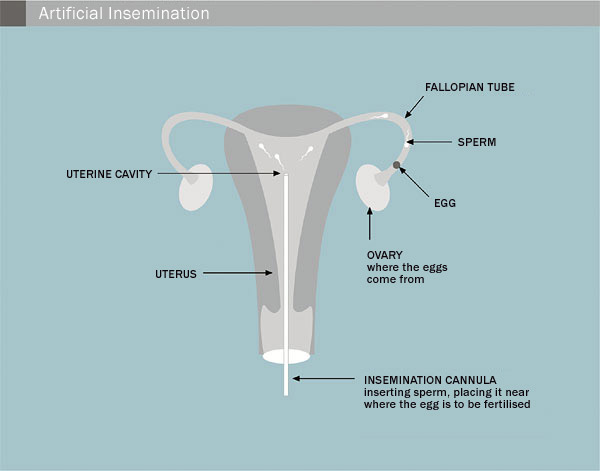 Artificial Insemination
FALLOPIAN TUBE
SPERM
UTERINE CAVITY
EGG
OVARY
where the eggs
come from
UTERUS
INSEMINATION CANNULA
inserting sperm, placing it near
where the egg is to be fertilised